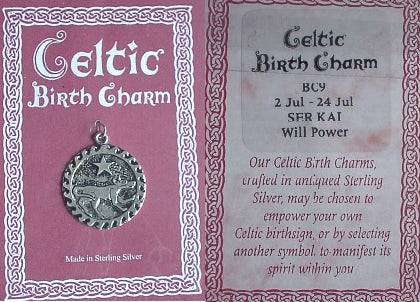 Celtic
Birth Charm
Made in Sterling Silver
Celtic
Birth Charm
BC9
2 Jul - 24 Jul
SER KAI
Will Power
Our Celtic Birth Charms,
crafted in antiqued Sterling
Silver, may be chosen to
empower your own
Celtic birthsign, or by selecting
another symbol, to manifest its
spirit within you